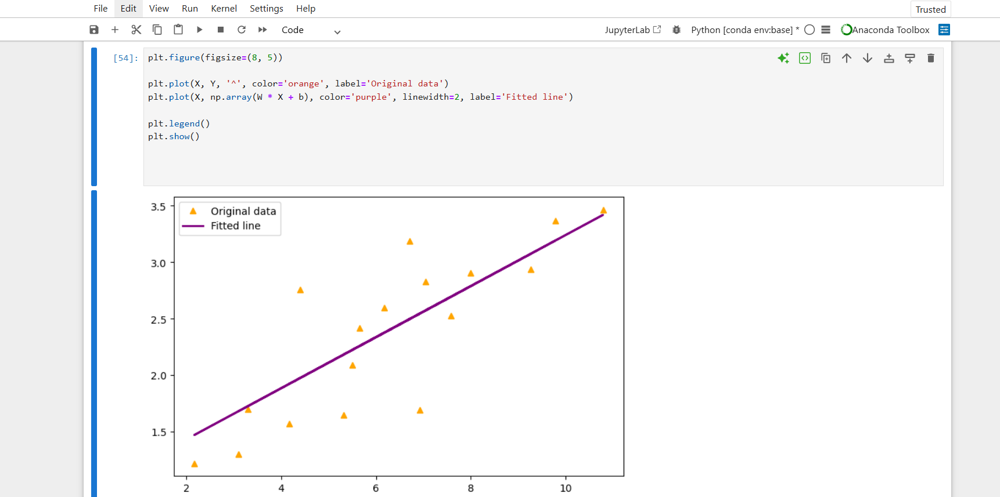 File Edit View Run Kernel Settings Help
Trusted
Code
JupyterLab
Python [conda env:base] *
Anaconda Toolbox
[54]:
plt.figure(figsize=(8, 5))
plt.plot(X, Y, '^', color='orange', label='Original data')
plt.plot(X, np.array(W * X + b), color='purple', linewidth=2, label='Fitted line')
plt.legend()
plt.show()
Original data
Fitted line
3.5
3.0
2.5
2.0
1.5
2 4 6 8 10